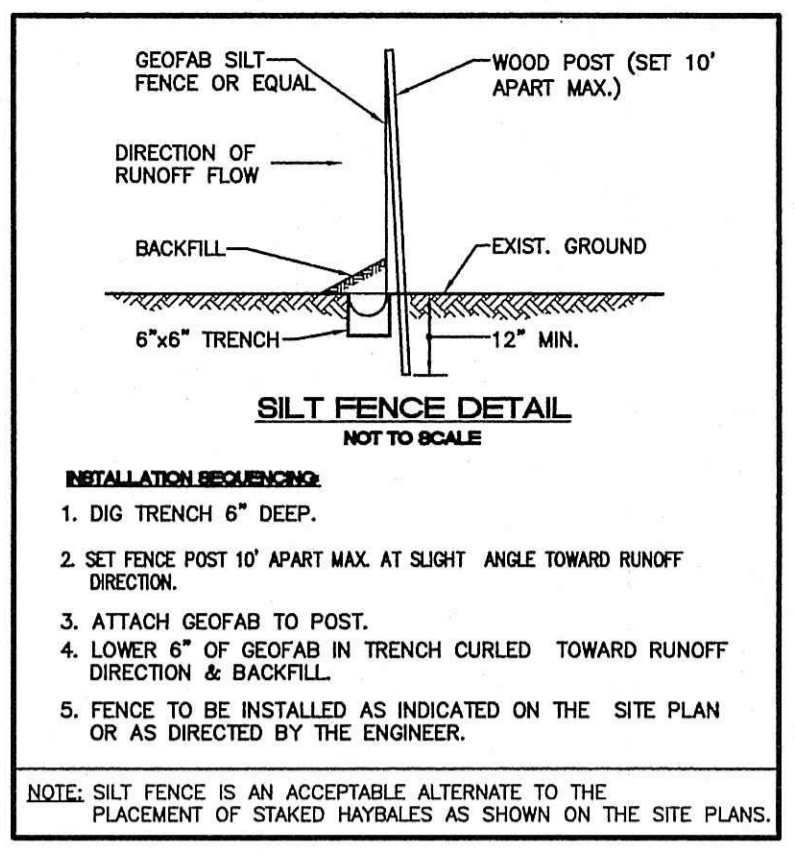 GEOFAB SILT
FENCE OR EQUAL
WOOD POST (SET 10'
APART MAX.)
DIRECTION OF
RUNOFF FLOW
BACKFILL
EXIST. GROUND
6"x6" TRENCH
12" MIN.
SILT FENCE DETAIL
NOT TO SCALE
INSTALLATION SEQUENCING:
1. DIG TRENCH 6" DEEP.
2. SET FENCE POST 10' APART MAX. AT SLIGHT ANGLE TOWARD RUNOFF
DIRECTION.
3. ATTACH GEOFAB TO POST.
4. LOWER 6" OF GEOFAB IN TRENCH CURLED TOWARD RUNOFF
DIRECTION & BACKFILL.
5. FENCE TO BE INSTALLED AS INDICATED ON THE SITE PLAN
OR AS DIRECTED BY THE ENGINEER.
NOTE: SILT FENCE IS AN ACCEPTABLE ALTERNATE TO THE
PLACEMENT OF STAKED HAYBALES AS SHOWN ON THE SITE PLANS.